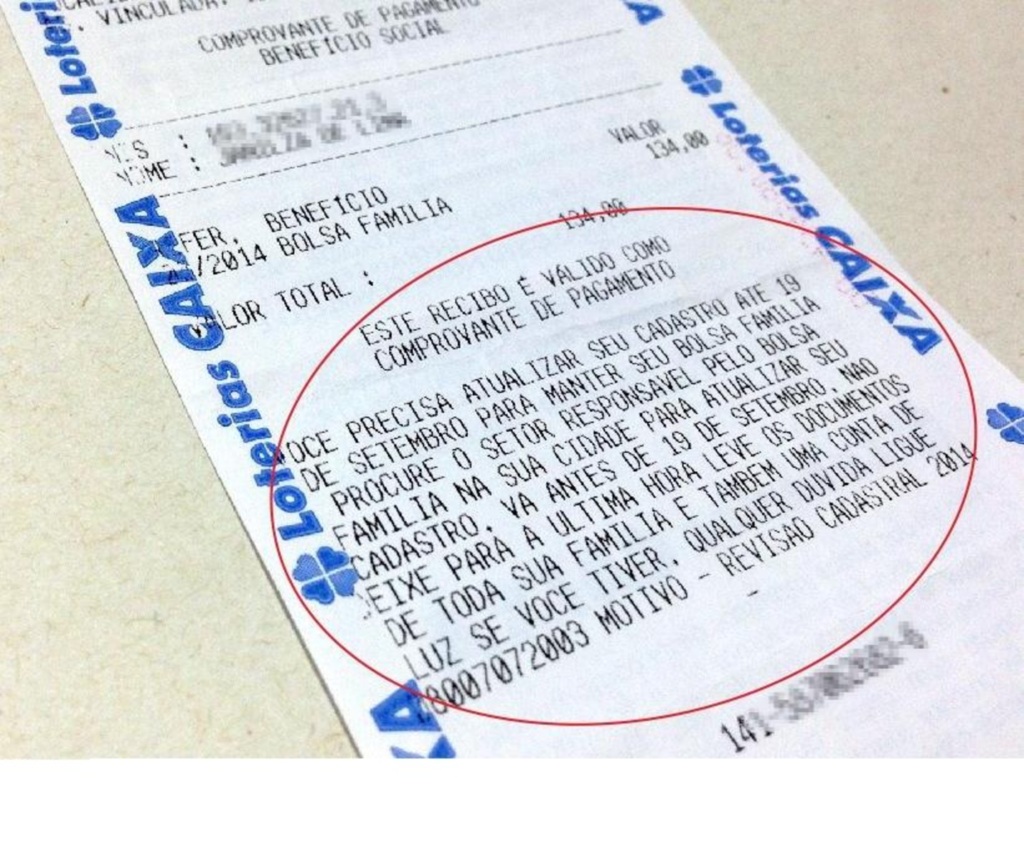 VINCULADA.
COMPROVANTE DE PAGAMENTO
BENEFÍCIO SOCIAL
NIS :
NOME :
VALOR
134,00
FER. BENEFICIO
/2014 BOLSA FAMILIA
VALOR TOTAL : 134,00
ESTE RECIBO É VÁLIDO COMO
COMPROVANTE DE PAGAMENTO
VOCE PRECISA ATUALIZAR SEU CADASTRO ATE 19
DE SETEMBRO PARA MANTER SEU BOLSA FAMILIA
PROCURE O SETOR RESPONSAVEL PELO BOLSA
FAMILIA NA SUA CIDADE PARA ATUALIZAR SEU
CADASTRO. VA ANTES DE 19 DE SETEMBRO. NAO
DEIXE PARA A ULTIMA HORA LEVE OS DOCUMENTOS
DE TODA SUA FAMILIA E TAMBEM UMA CONTA DE
LUZ SE VOCE TIVER. QUALQUER DUVIDA LIGUE
08007072003 MOTIVO - REVISAO CADASTRAL 2014
-
Loterias CAIXA
Loterias CAIXA